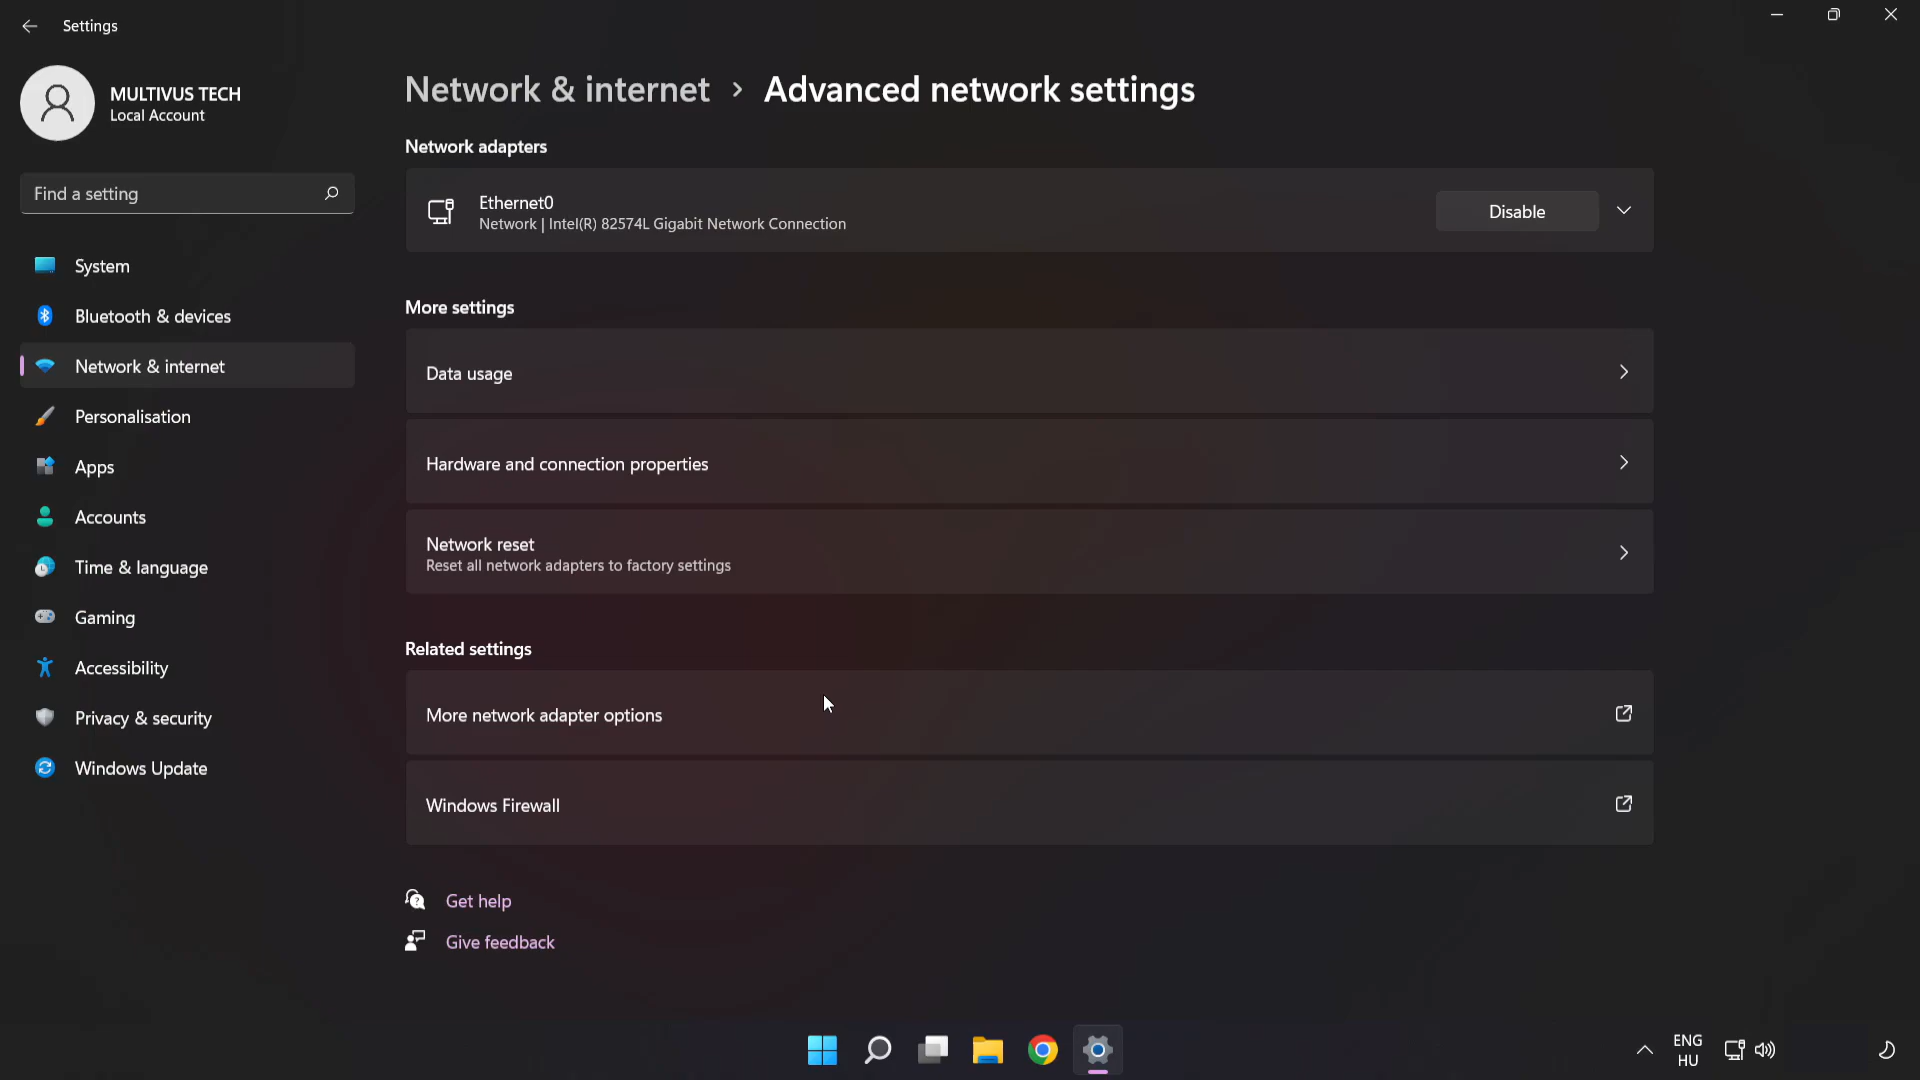 Settings
MULTIVUS TECH
Local Account
Find a setting
System
Bluetooth & devices
Network & internet
Personalisation
Apps
Accounts
Time & language
Gaming
Accessibility
Privacy & security
Windows Update
Network & internet > Advanced network settings
Network adapters
Ethernet0
Network | Intel(R) 82574L Gigabit Network Connection
Disable
More settings
Data usage
Hardware and connection properties
Network reset
Reset all network adapters to factory settings
Related settings
More network adapter options
Windows Firewall
Get help
Give feedback
ENG
HU